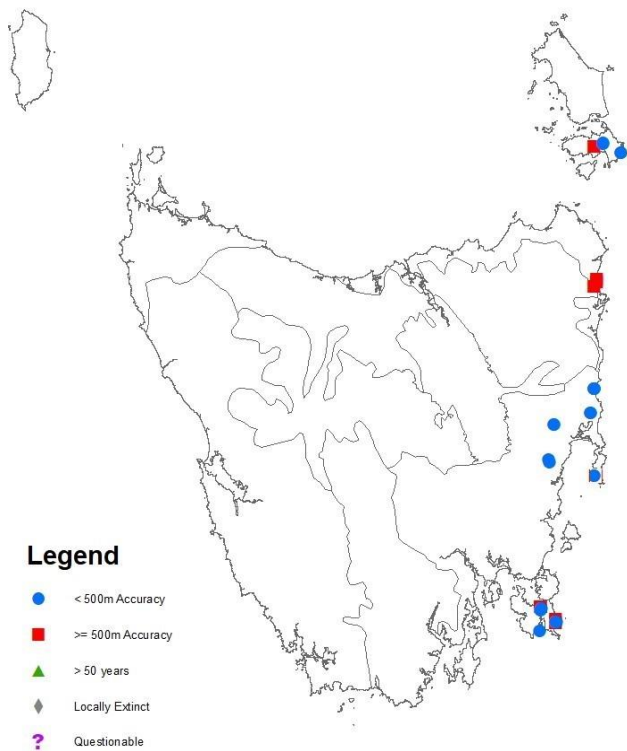 Legend
< 500m Accuracy
>= 500m Accuracy
> 50 years
Locally Extinct
? Questionable